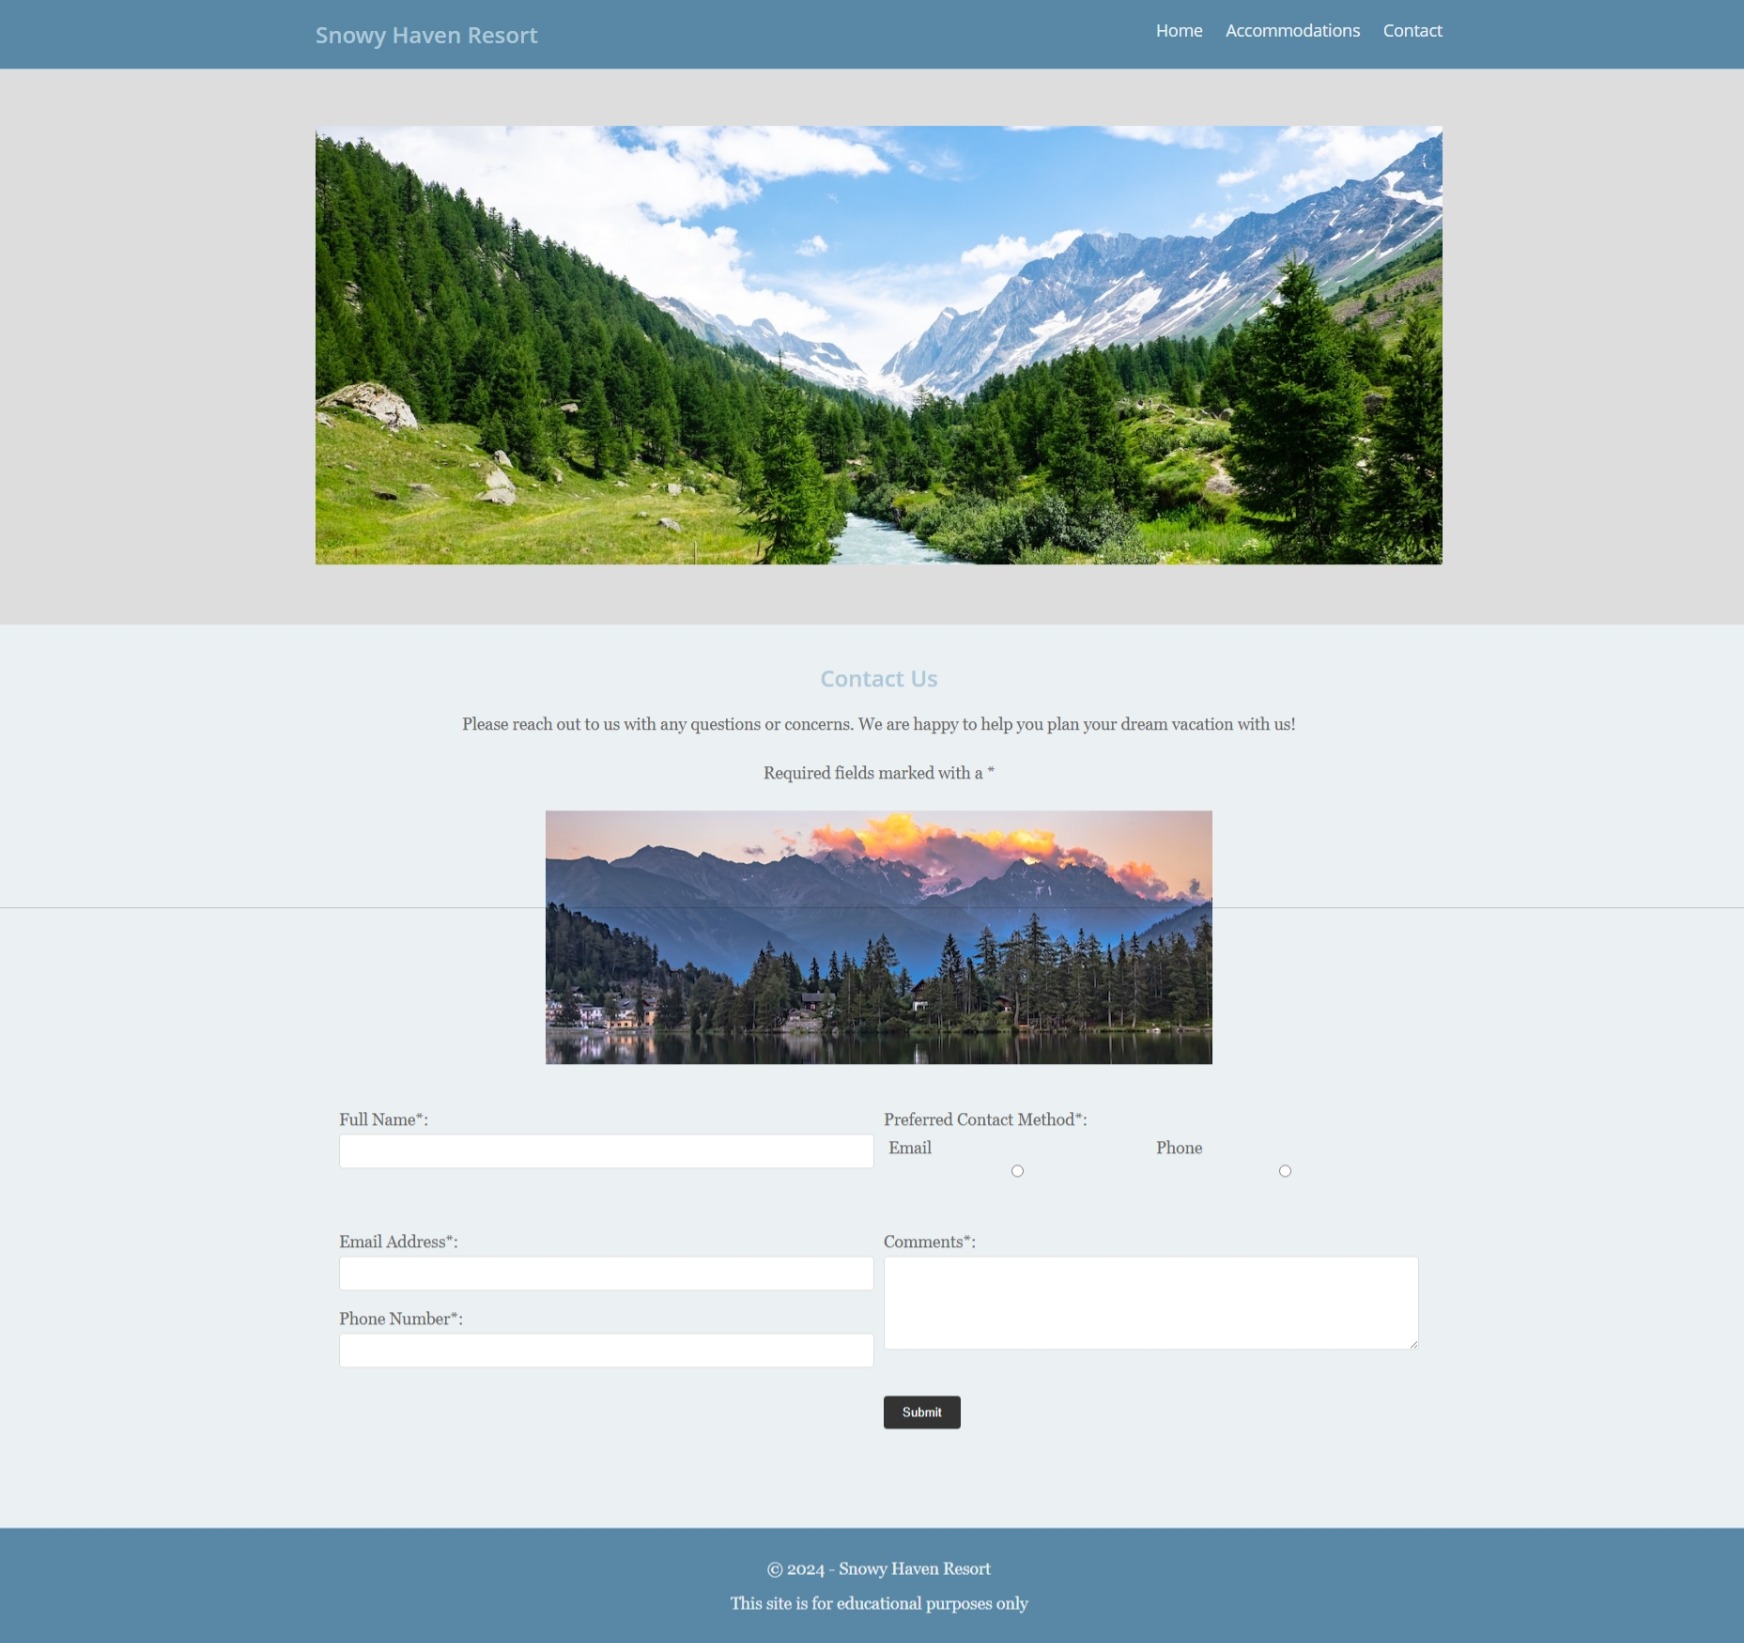 Snowy Haven Resort
Home Accommodations Contact
Contact Us
Please reach out to us with any questions or concerns. We are happy to help you plan your dream vacation with us!
Required fields marked with a *
Full Name*:
Preferred Contact Method*:
Email Phone
Email Address*:
Comments*:
Phone Number*:
Submit
© 2024 - Snowy Haven Resort
This site is for educational purposes only